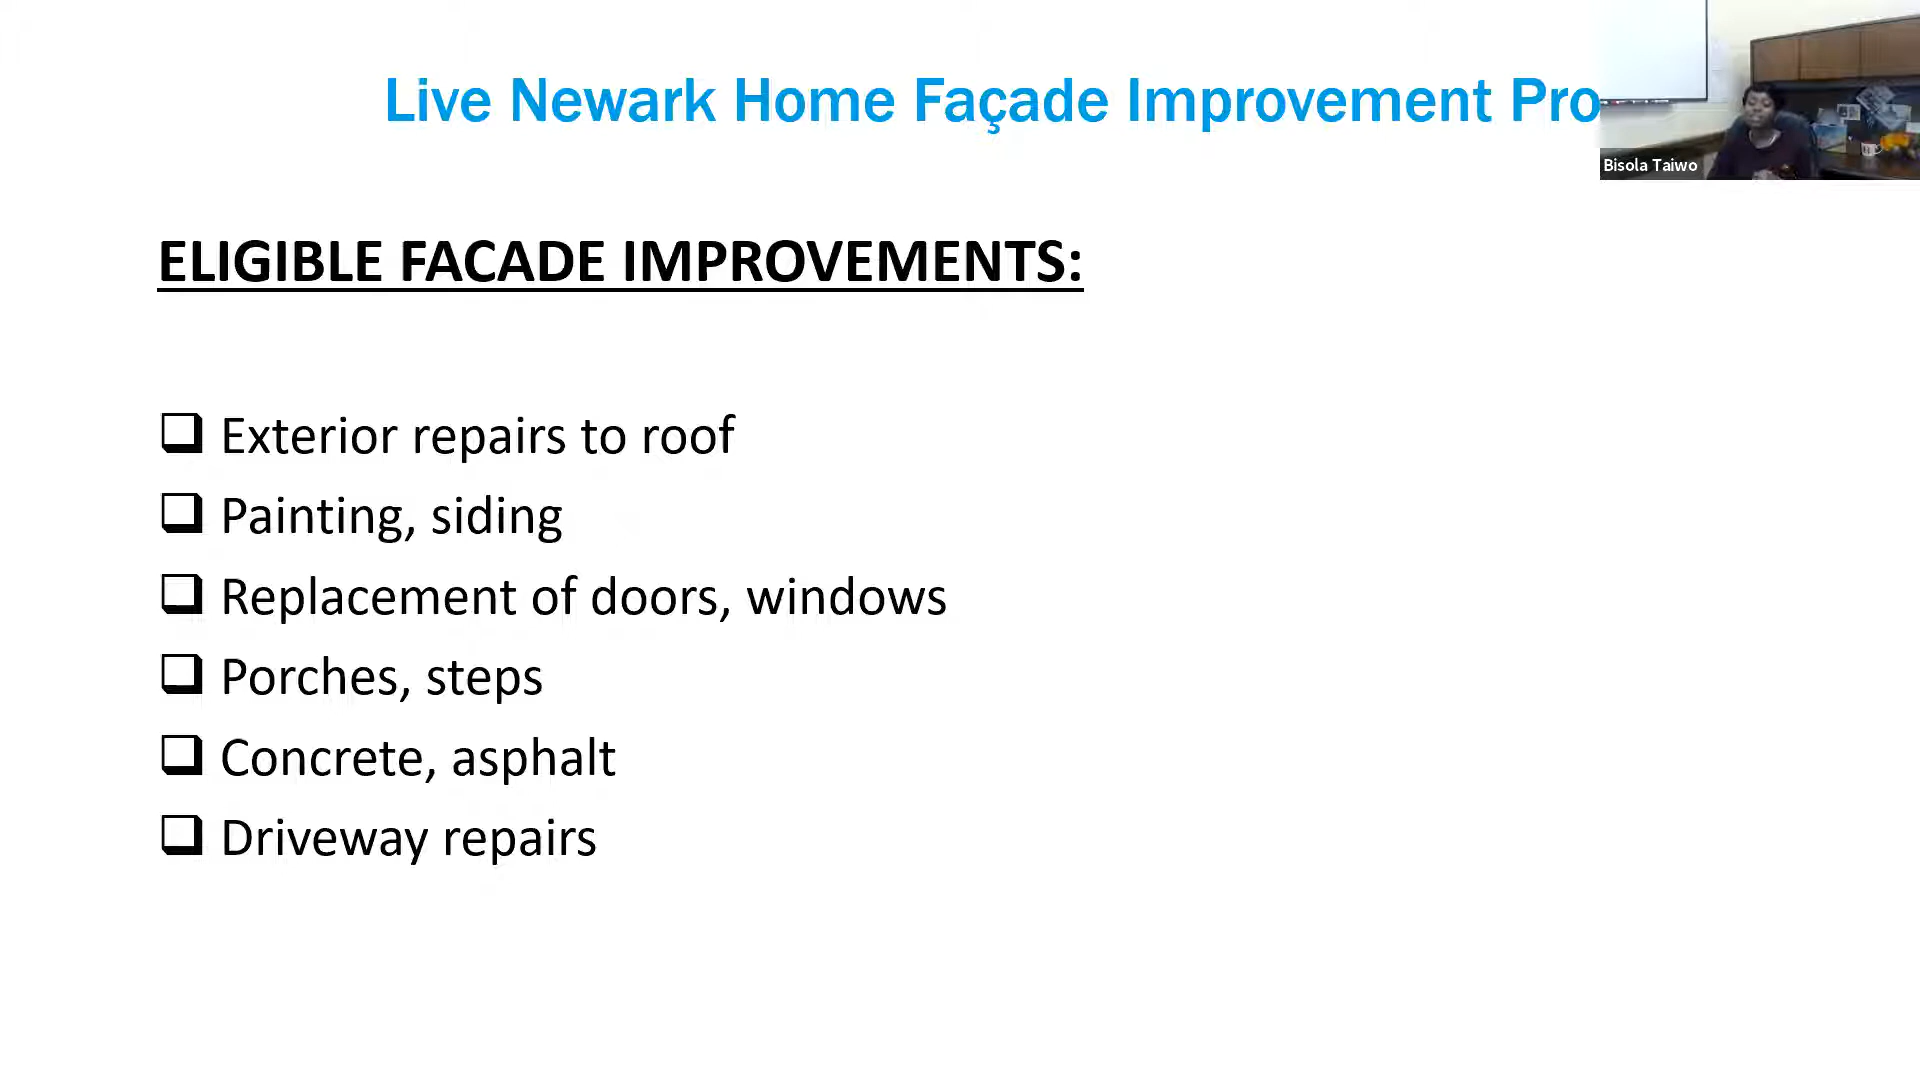 Live Newark Home Façade Improvement Pro
Bisola Taiwo
ELIGIBLE FACADE IMPROVEMENTS:
Exterior repairs to roof
Painting, siding
Replacement of doors, windows
Porches, steps
Concrete, asphalt
Driveway repairs